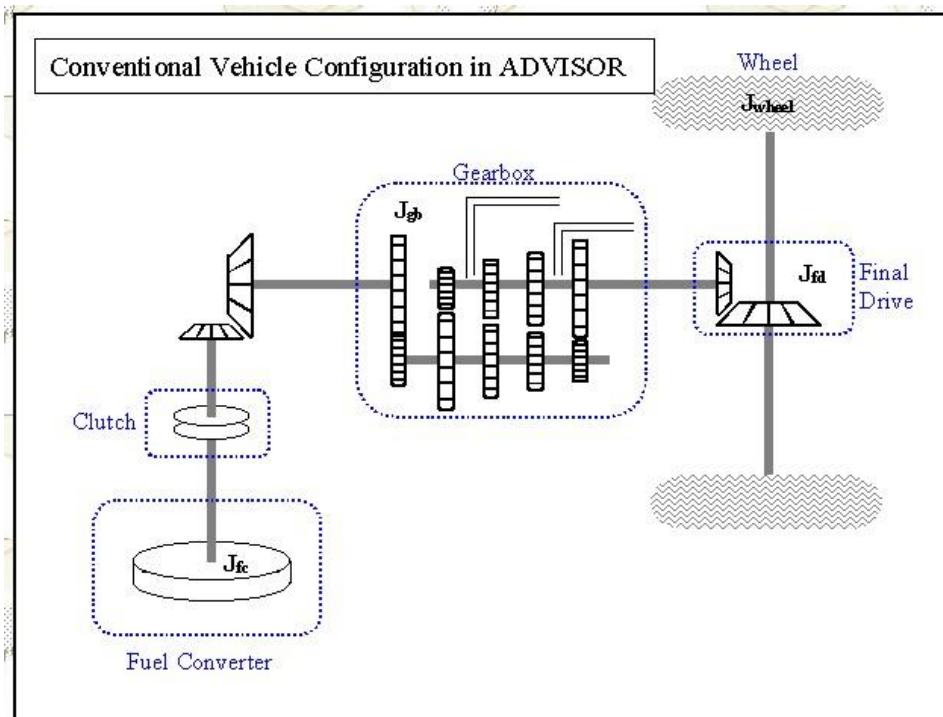 Conventional Vehicle Configuration in ADVISOR
Wheel
Jwheel
Gearbox
Jgb
Jfd
Final
Drive
Clutch
Jfc
Fuel Converter